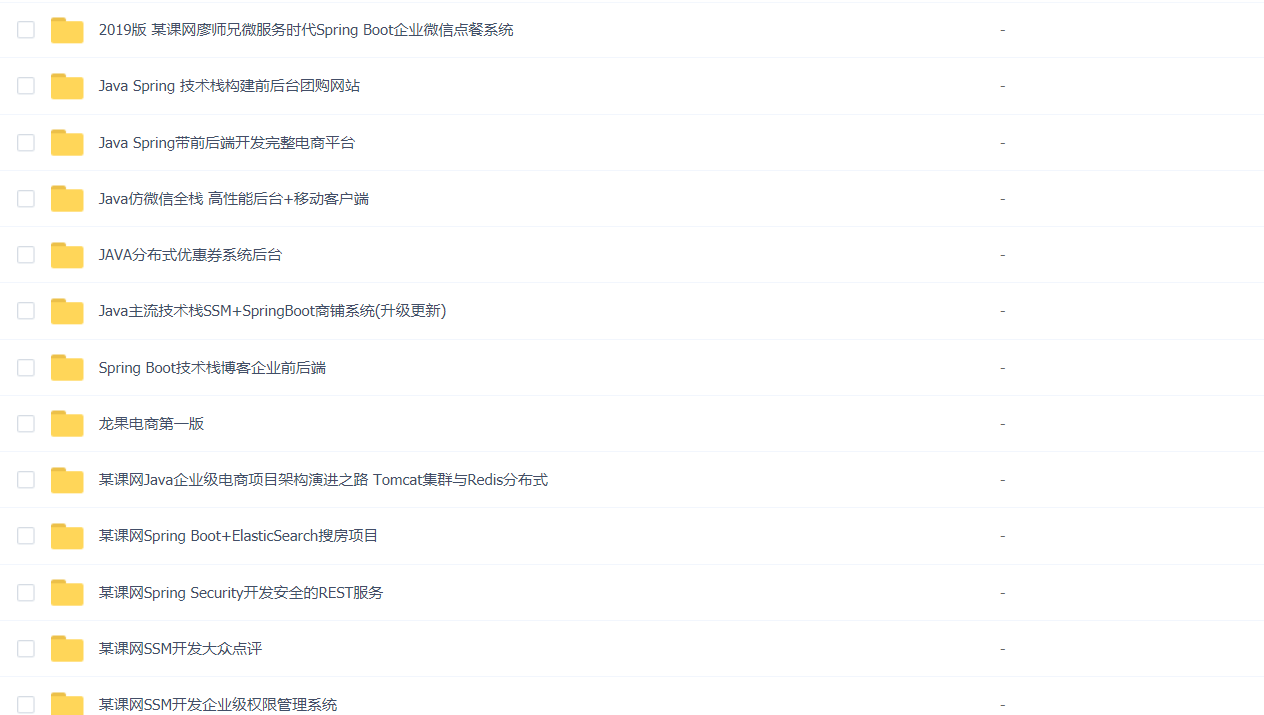 2019版 某课网廖师兄微服务时代Spring Boot企业微信点餐系统 -
Java Spring 技术栈构建前后台团购网站 -
Java Spring带前后端开发完整电商平台 -
Java仿微信全栈 高性能后台+移动客户端 -
JAVA分布式优惠券系统后台 -
Java主流技术栈SSM+SpringBoot商铺系统(升级更新) -
Spring Boot技术栈博客企业前后端 -
龙果电商第一版 -
某课网Java企业级电商项目架构演进之路 Tomcat集群与Redis分布式 -
某课网Spring Boot+ElasticSearch搜房项目 -
某课网Spring Security开发安全的REST服务 -
某课网SSM开发大众点评 -
某课网SSM开发企业级权限管理系统 -